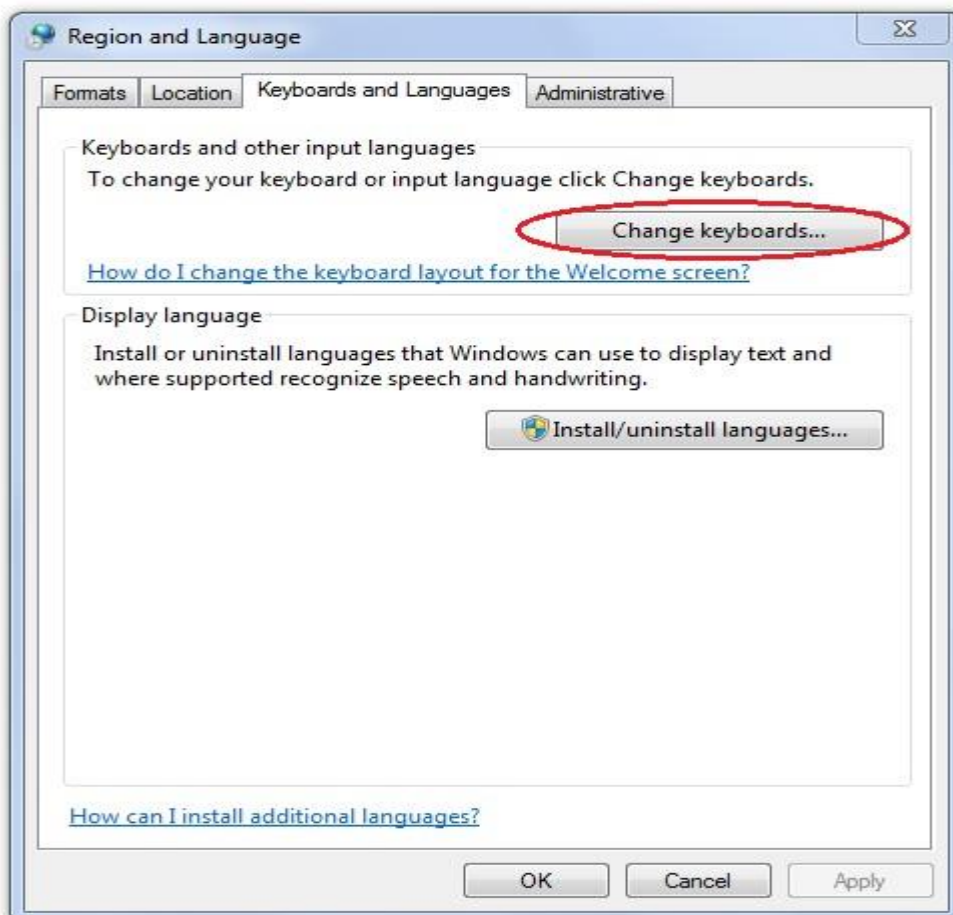 Region and Language
Formats Location Keyboards and Languages Administrative
Keyboards and other input languages
To change your keyboard or input language click Change keyboards.
Change keyboards...
How do I change the keyboard layout for the Welcome screen?
Display language
Install or uninstall languages that Windows can use to display text and
where supported recognize speech and handwriting.
Install/uninstall languages...
How can I install additional languages?
OK Cancel Apply